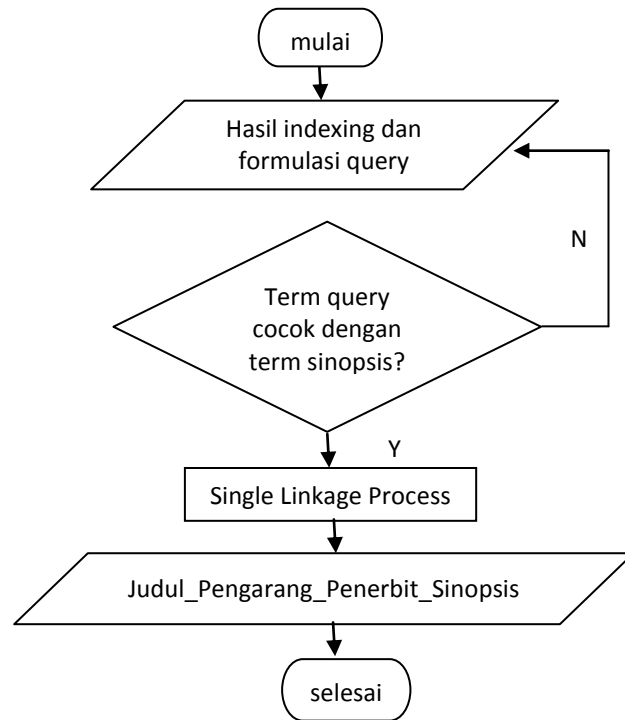 mulai
Hasil indexing dan
formulasi query
N
Term query
cocok dengan
term sinopsis?
Y
Single Linkage Process
Judul_Pengarang_Penerbit_Sinopsis
selesai